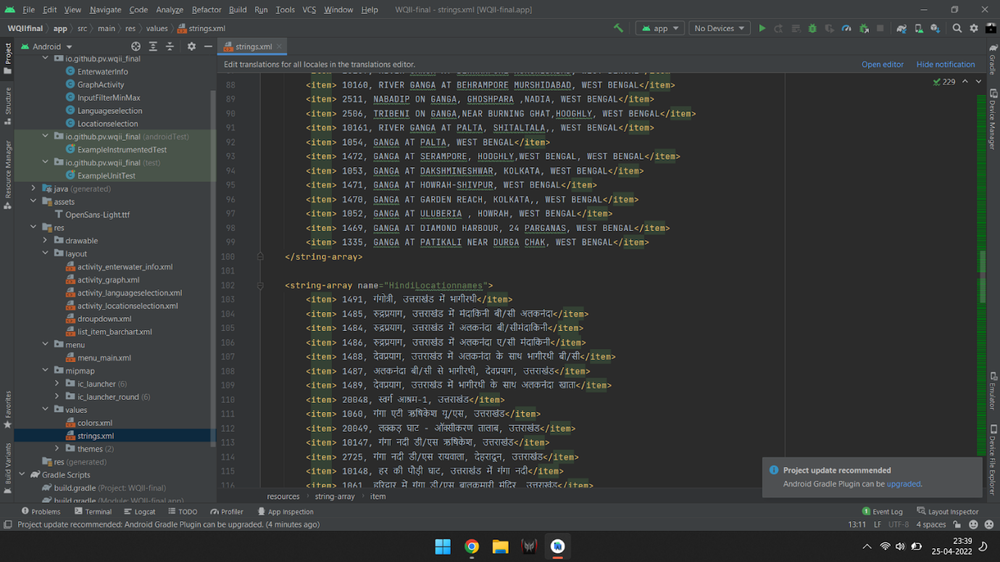 File Edit View Navigate Code Analyze Refactor Build Run Tools VCS Window Help WQII-final - strings.xml [WQII-final.app]
WQIIfinal app src main res values strings.xml app No Devices
Android strings.xml
Project
Structure
Resource Manager
Favorites
Build Variants
io.github.pv.wqii_final
EnterwaterInfo
GraphActivity
InputFilterMinMax
Languageselection
Locationselection
io.github.pv.wqii_final (androidTest)
ExampleInstrumentedTest
io.github.pv.wqii_final (test)
ExampleUnitTest
java (generated)
assets
OpenSans-Light.ttf
res
drawable
layout
activity_enterwater_info.xml
activity_graph.xml
activity_languageselection.xml
activity_locationselection.xml
droupdown.xml
list_item_barchart.xml
menu
menu_main.xml
mipmap
ic_launcher (6)
ic_launcher_round (6)
values
colors.xml
strings.xml
themes (2)
res (generated)
Gradle Scripts
build.gradle (Project: WQII-final)
build.gradle (Module: WQII-final.app)
Edit translations for all locales in the translations editor. Open editor Hide notification
229
88 <item> 10160, RIVER GANGA AT BEHRAMPORE MURSHIDABAD, WEST BENGAL</item>
89 <item> 2511, NABADIP ON GANGA, GHOSHPARA ,NADIA, WEST BENGAL</item>
90 <item> 2506, TRIBENI ON GANGA,NEAR BURNING GHAT,HOOGHLY, WEST BENGAL</item>
91 <item> 10161, RIVER GANGA AT PALTA, SHITALTALA,, WEST BENGAL</item>
92 <item> 1054, GANGA AT PALTA, WEST BENGAL</item>
93 <item> 1472, GANGA AT SERAMPORE, HOOGHLY,WEST BENGAL, WEST BENGAL</item>
94 <item> 1053, GANGA AT DAKSHMINESHWAR, KOLKATA, WEST BENGAL</item>
95 <item> 1471, GANGA AT HOWRAH-SHIVPUR, WEST BENGAL</item>
96 <item> 1470, GANGA AT GARDEN REACH, KOLKATA,, WEST BENGAL</item>
97 <item> 1052, GANGA AT ULUBERIA , HOWRAH, WEST BENGAL</item>
98 <item> 1469, GANGA AT DIAMOND HARBOUR, 24 PARGANAS, WEST BENGAL</item>
99 <item> 1335, GANGA AT PATIKALI NEAR DURGA CHAK, WEST BENGAL</item>
100 </string-array>
101
102 <string-array name="HindiLocationnames">
103 <item> 1491, गंगोत्री, उत्तराखंड में भागीरथी</item>
104 <item> 1485, रुद्रप्रयाग, उत्तराखंड में मंदाकिनी बी/सी अलकनंदा</item>
105 <item> 1484, रुद्रप्रयाग, उत्तराखंड में अलकनंदा बी/सीमंदाकिनी</item>
106 <item> 1486, रुद्रप्रयाग, उत्तराखंड में अलकनंदा ए/सी मंदाकिनी</item>
107 <item> 1488, देवप्रयाग, उत्तराखंड में अलकनंदा के साथ भागीरथी बी/सी</item>
108 <item> 1487, अलकनंदा बी/सी से भागीरथी, देवप्रयाग, उत्तराखंड</item>
109 <item> 1489, देवप्रयाग, उत्तराखंड में भागीरथी के साथ अलकनंदा खाता</item>
110 <item> 20048, स्वर्ग आश्रम-1, उत्तराखंड</item>
111 <item> 1060, गंगा एटी ऋषिकेश यू/एस, उत्तराखंड</item>
112 <item> 20049, लक्कड़ घाट - ऑक्सीकरण तालाब, उत्तराखंड</item>
113 <item> 10147, गंगा नदी डी/एस ऋषिकेश, उत्तराखंड</item>
114 <item> 2725, गंगा नदी डी/एस रायवाला, देहरादून, उत्तराखंड</item>
115 <item> 10148, हर की पौड़ी घाट, उत्तराखंड में गंगा नदी</item>
116 <item> 1061, हरिद्वार में गंगा डी/एस बालकुमारी मंदिर, उत्तराखंड</item>
resources string-array item
Gradle
Device Manager
Emulator
Device File Explorer
Project update recommended
Android Gradle Plugin can be upgraded.
Problems Terminal Logcat TODO Profiler App Inspection 1 Event Log Layout Inspector
Project update recommended: Android Gradle Plugin can be upgraded. (4 minutes ago) 13:11 LF UTF-8 4 spaces
23:39
25-04-2022